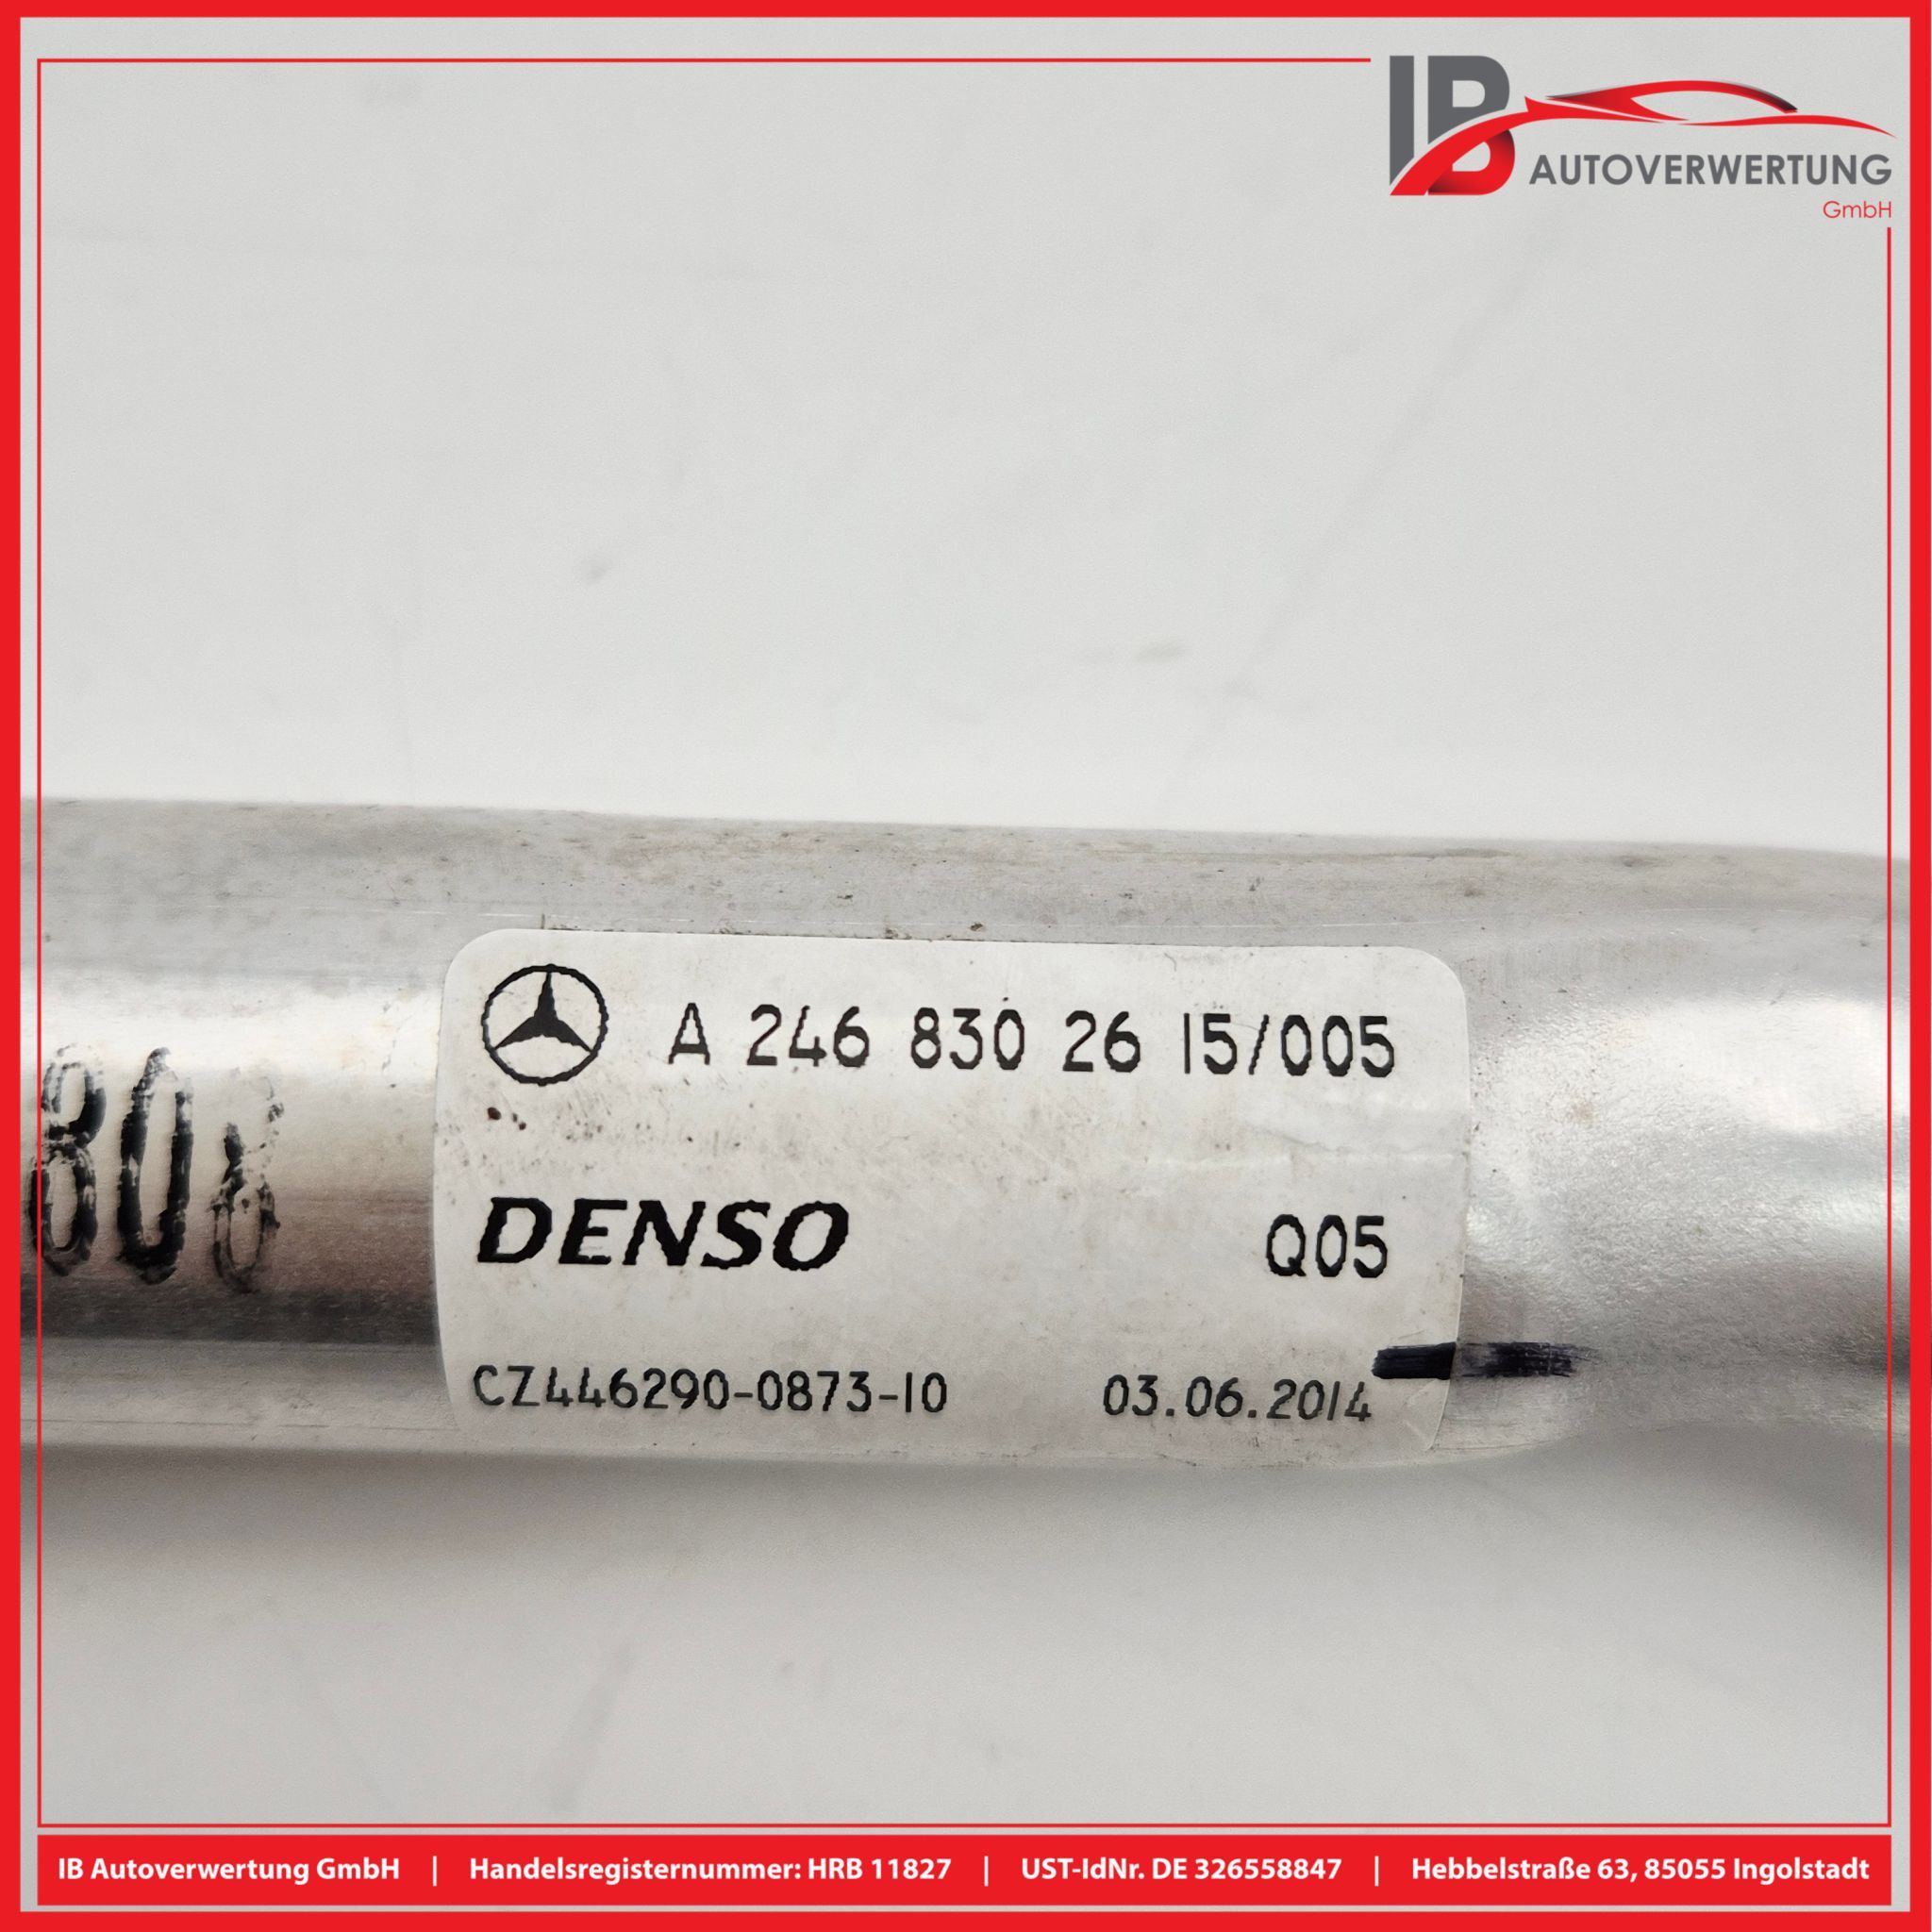 IB
AUTOVERWERTUNG
GmbH
A 246 830 26 15/005
808
DENSO Q05
CZ446290-0873-10 03.06.2014
IB Autoverwertung GmbH | Handelsregisternummer: HRB 11827 | UST-IdNr. DE 326558847 | Hebbelstraße 63, 85055 Ingolstadt